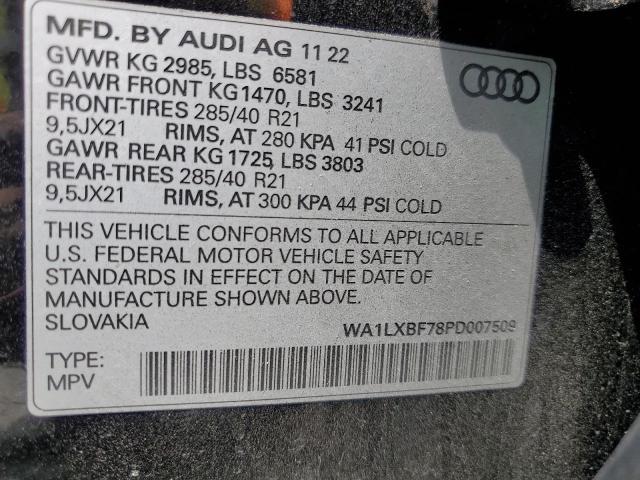 MFD. BY AUDI AG 11 22
GVWR KG 2985, LBS 6581
GAWR FRONT KG1470, LBS 3241
FRONT-TIRES 285/40 R21
9,5JX21 RIMS, AT 280 KPA 41 PSI COLD
GAWR REAR KG 1725 LBS 3803
REAR-TIRES 285/40 R21
9,5JX21 RIMS, AT 300 KPA 44 PSI COLD
THIS VEHICLE CONFORMS TO ALL APPLICABLE
U.S. FEDERAL MOTOR VEHICLE SAFETY
STANDARDS IN EFFECT ON THE DATE OF
MANUFACTURE SHOWN ABOVE.
SLOVAKIA WA1LXBF78PD007509
TYPE:
MPV